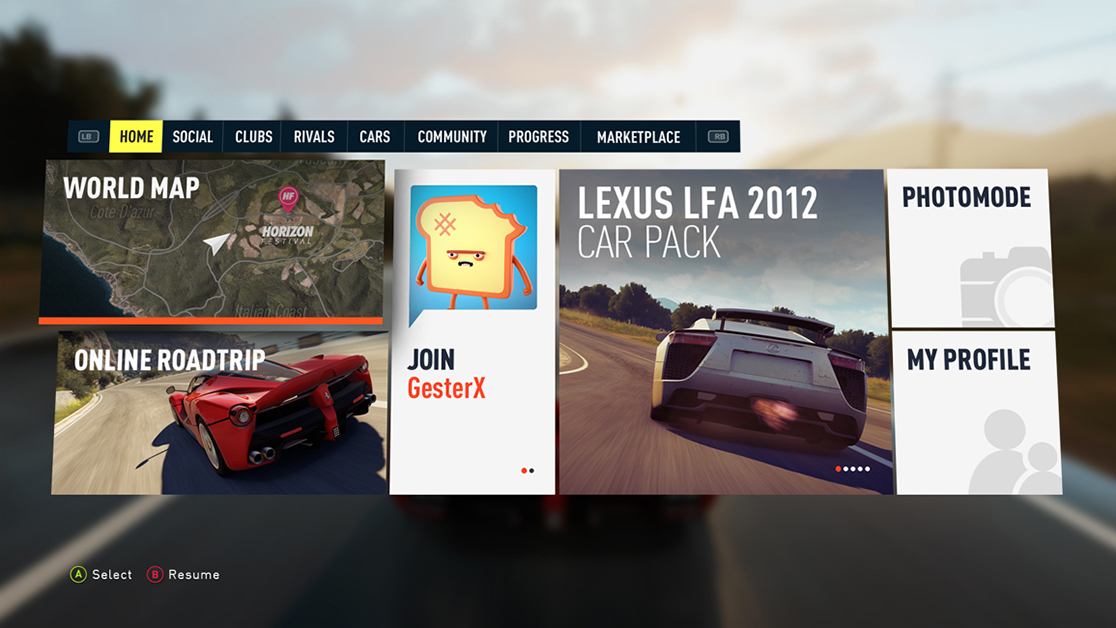 LB HOME SOCIAL CLUBS RIVALS CARS COMMUNITY PROGRESS MARKETPLACE RB
WORLD MAP
Côte D'azur
HF
HORIZON
FESTIVAL
Italian Coast
ONLINE ROADTRIP
JOIN
GesterX
LEXUS LFA 2012
CAR PACK
PHOTOMODE
MY PROFILE
A Select B Resume